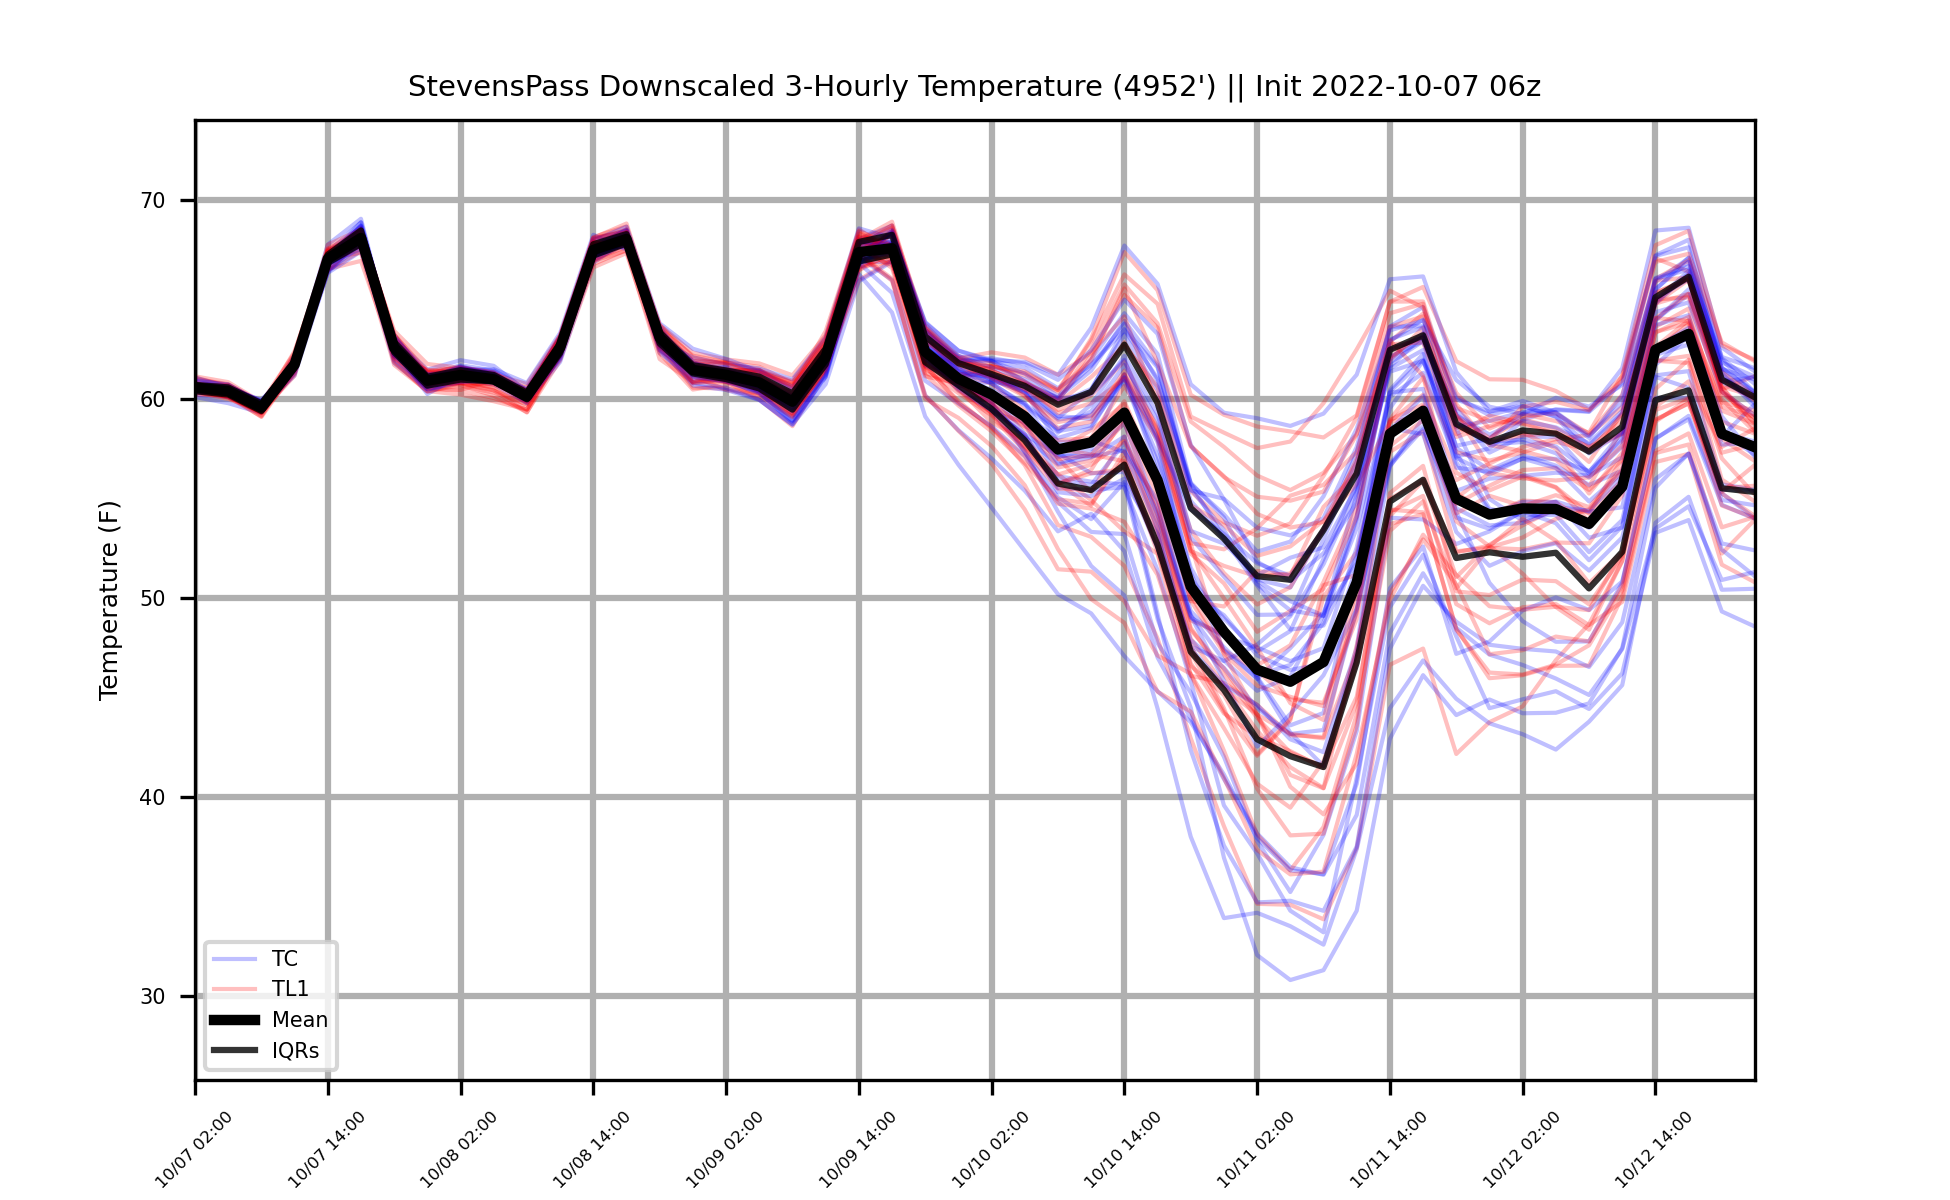 StevensPass Downscaled 3-Hourly Temperature (4952') || Init 2022-10-07 06z
Temperature (F)
70
60
50
40
30
TC
TL1
Mean
IQRs
10/07 02:00
10/07 14:00
10/08 02:00
10/08 14:00
10/09 02:00
10/09 14:00
10/10 02:00
10/10 14:00
10/11 02:00
10/11 14:00
10/12 02:00
10/12 14:00